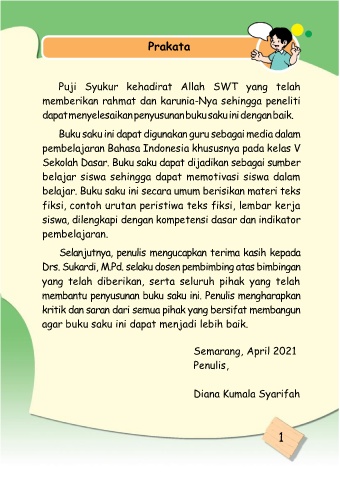 Prakata
Puji Syukur kehadirat Allah SWT yang telah
memberikan rahmat dan karunia-Nya sehingga peneliti
dapat menyelesaikan penyusunan buku saku ini dengan baik.
Buku saku ini dapat digunakan guru sebagai media dalam
pembelajaran Bahasa Indonesia khususnya pada kelas V
Sekolah Dasar. Buku saku dapat dijadikan sebagai sumber
belajar siswa sehingga dapat memotivasi siswa dalam
belajar. Buku saku ini secara umum berisikan materi teks
fiksi, contoh urutan peristiwa teks fiksi, lembar kerja
siswa, dilengkapi dengan kompetensi dasar dan indikator
pembelajaran.
Selanjutnya, penulis mengucapkan terima kasih kepada
Drs. Sukardi, M.Pd. selaku dosen pembimbing atas bimbingan
yang telah diberikan, serta seluruh pihak yang telah
membantu penyusunan buku saku ini. Penulis mengharapkan
kritik dan saran dari semua pihak yang bersifat membangun
agar buku saku ini dapat menjadi lebih baik.
Semarang, April 2021
Penulis,
Diana Kumala Syarifah
1